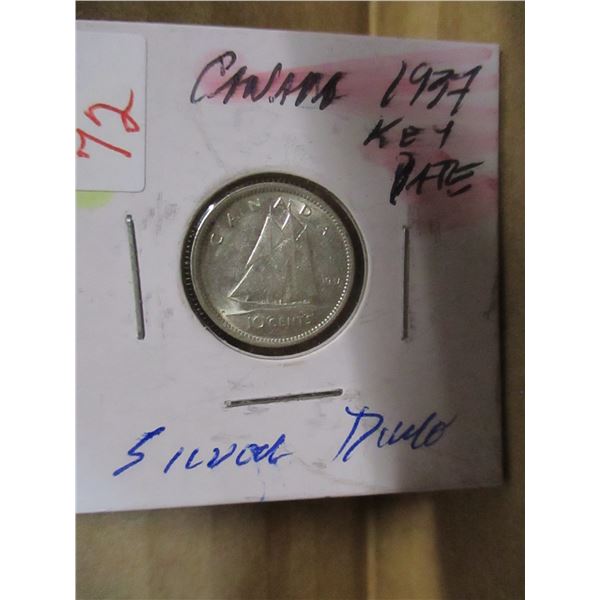 72
CANADA 1937
KEY
DATE
CANADA
10 CENTS
SILVER DIME